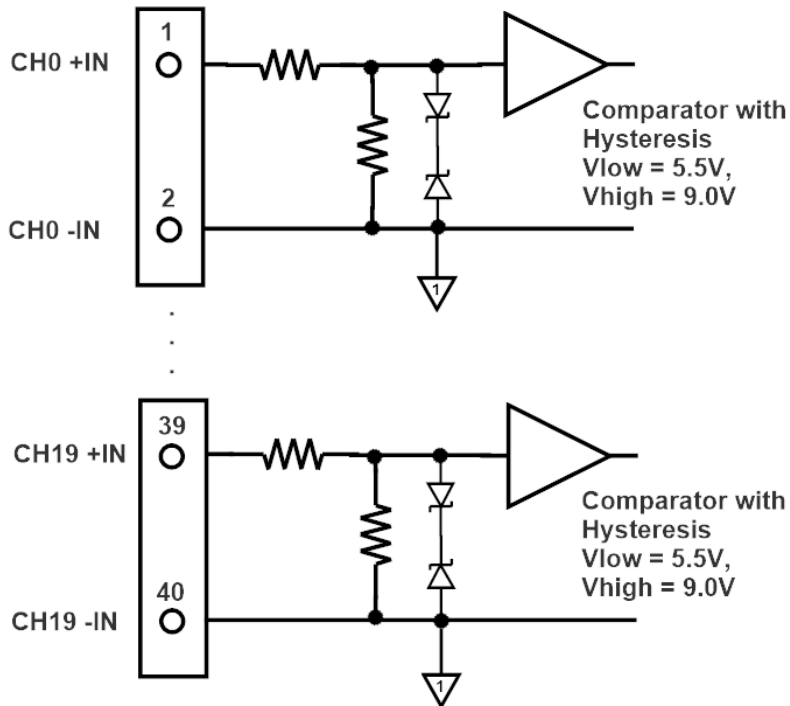 1
CH0 +IN
Comparator with
Hysteresis
Vlow = 5.5V,
Vhigh = 9.0V
2
CH0 -IN
1
39
CH19 +IN
Comparator with
Hysteresis
Vlow = 5.5V,
Vhigh = 9.0V
40
CH19 -IN
1